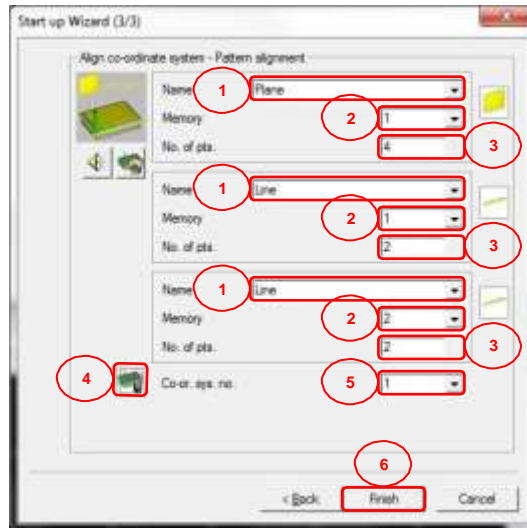 Start up Wizard (3/3)
Align co-ordinate system - Pattern alignment
Name 1 Plane
Memory 2 1
No. of pts. 4 3
Name 1 Line
Memory 2 1
No. of pts. 2 3
Name 1 Line
Memory 2 2
No. of pts. 2 3
4 Co-or. sys. no. 5 1
6
< Back Finish Cancel